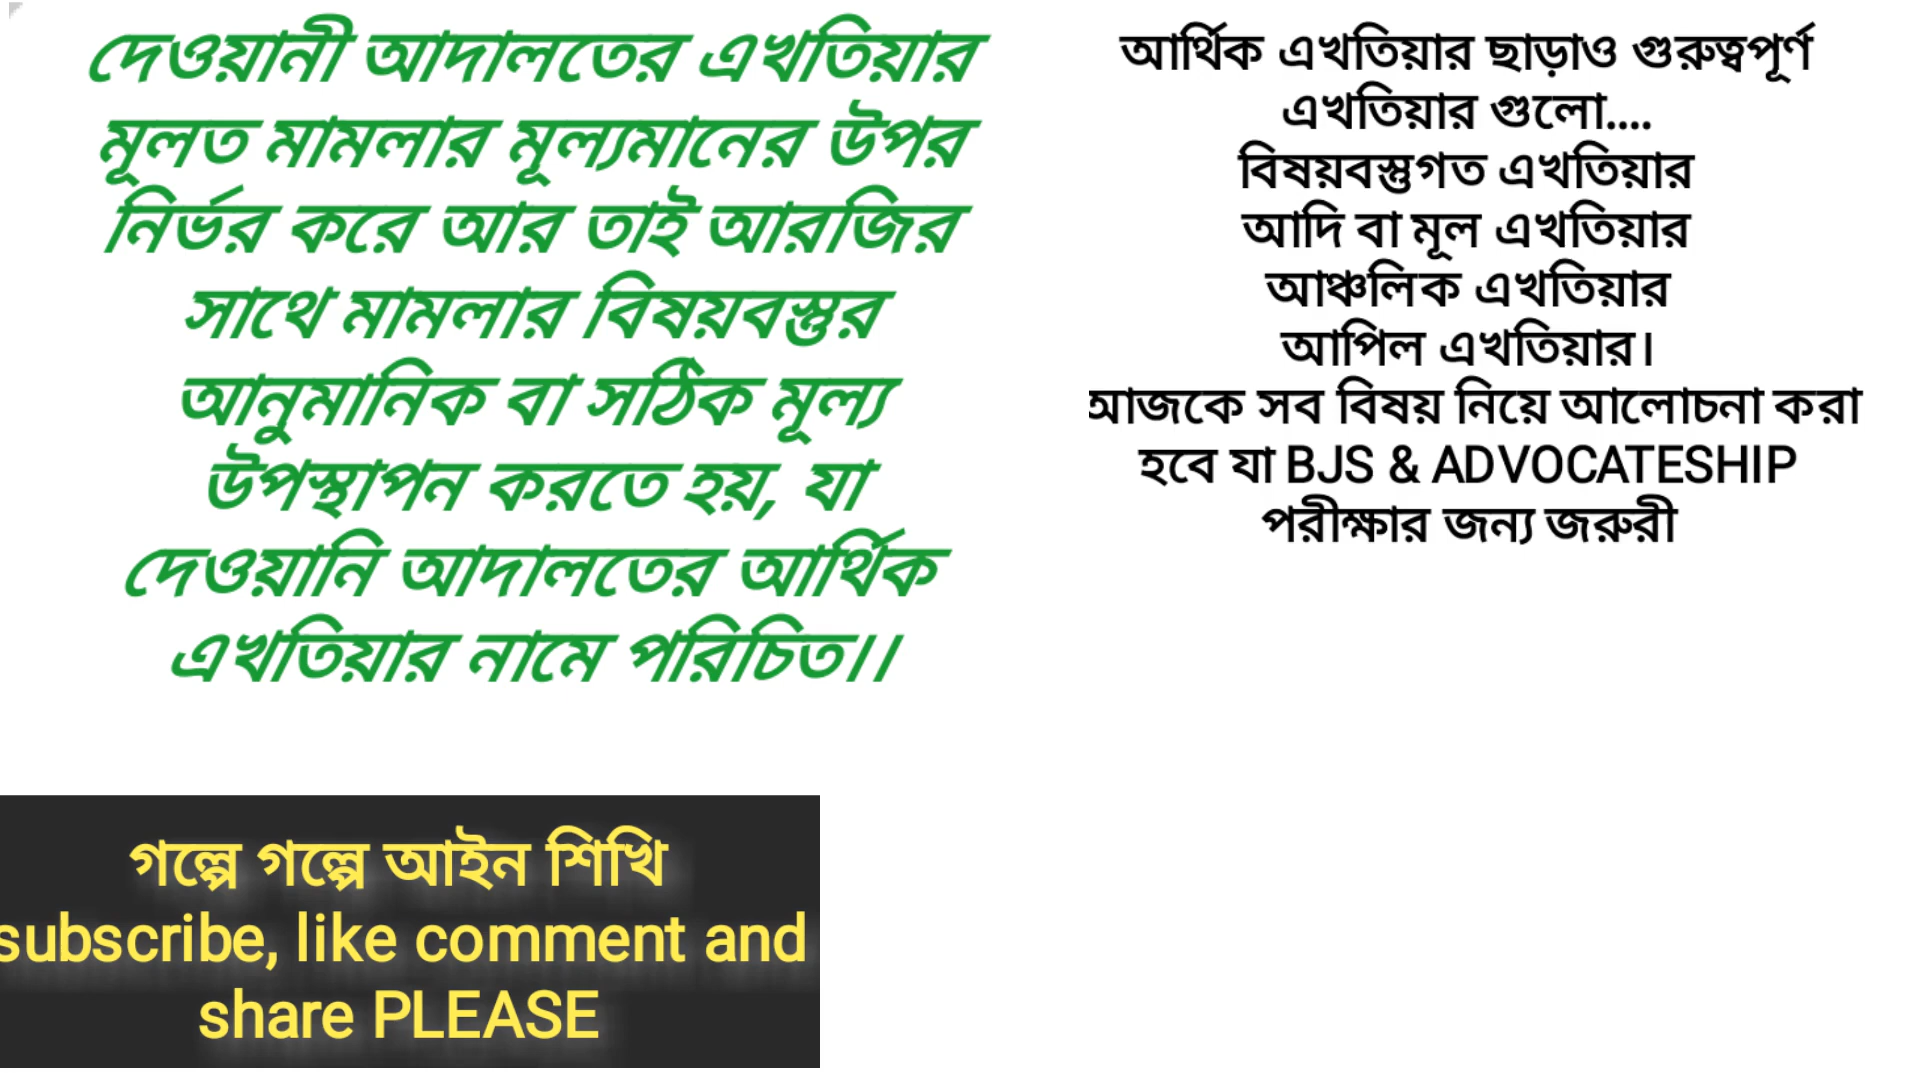 দেওয়ানী আদালতের এখতিয়ার
মূলত মামলার মূল্যমানের উপর
নির্ভর করে আর তাই আরজির
সাথে মামলার বিষয়বস্তুর
আনুমানিক বা সঠিক মূল্য
উপস্থাপন করতে হয়, যা
দেওয়ানি আদালতের আর্থিক
এখতিয়ার নামে পরিচিত।।
আর্থিক এখতিয়ার ছাড়াও গুরুত্বপূর্ণ
এখতিয়ার গুলো....
বিষয়বস্তুগত এখতিয়ার
আদি বা মূল এখতিয়ার
আঞ্চলিক এখতিয়ার
আপিল এখতিয়ার।
আজকে সব বিষয় নিয়ে আলোচনা করা
হবে যা BJS & ADVOCATESHIP
পরীক্ষার জন্য জরুরী
গল্পে গল্পে আইন শিখি
subscribe, like comment and
share PLEASE